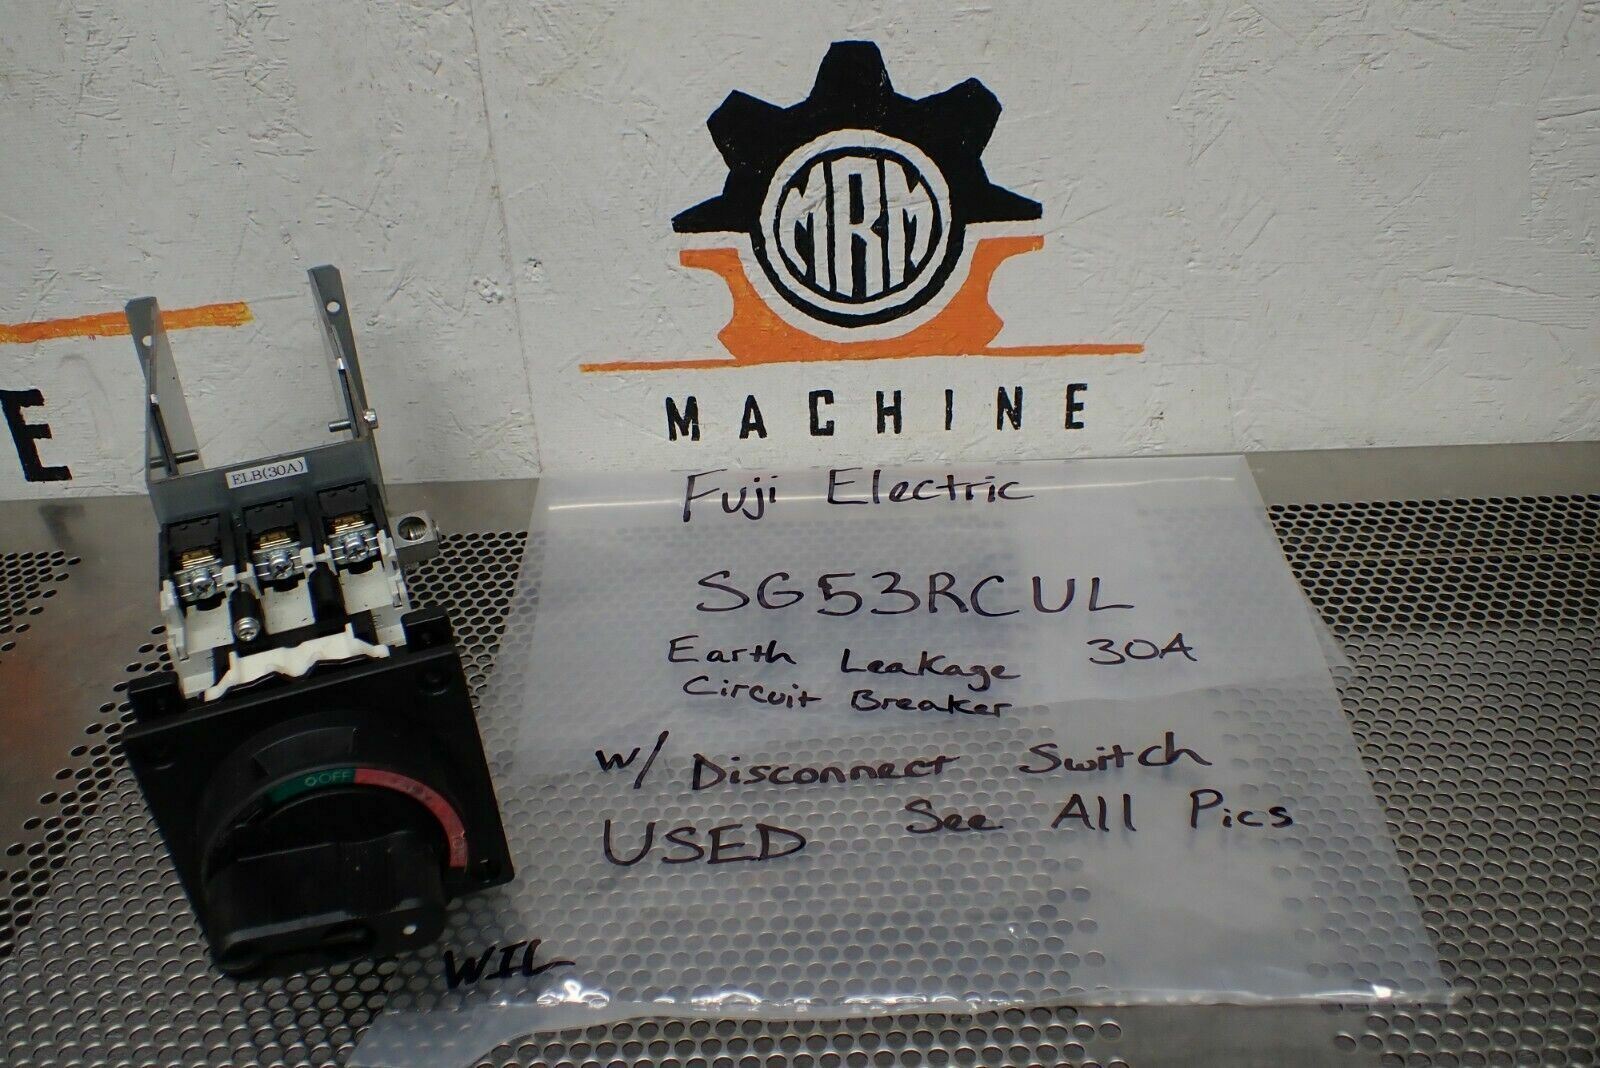 MRM
MACHINE
E
ELB(30A)
Fuji Electric
SG53RCUL
Earth Leakage 30A
Circuit Breaker
w/ Disconnect Switch
USED See All Pics
OFF
WIL